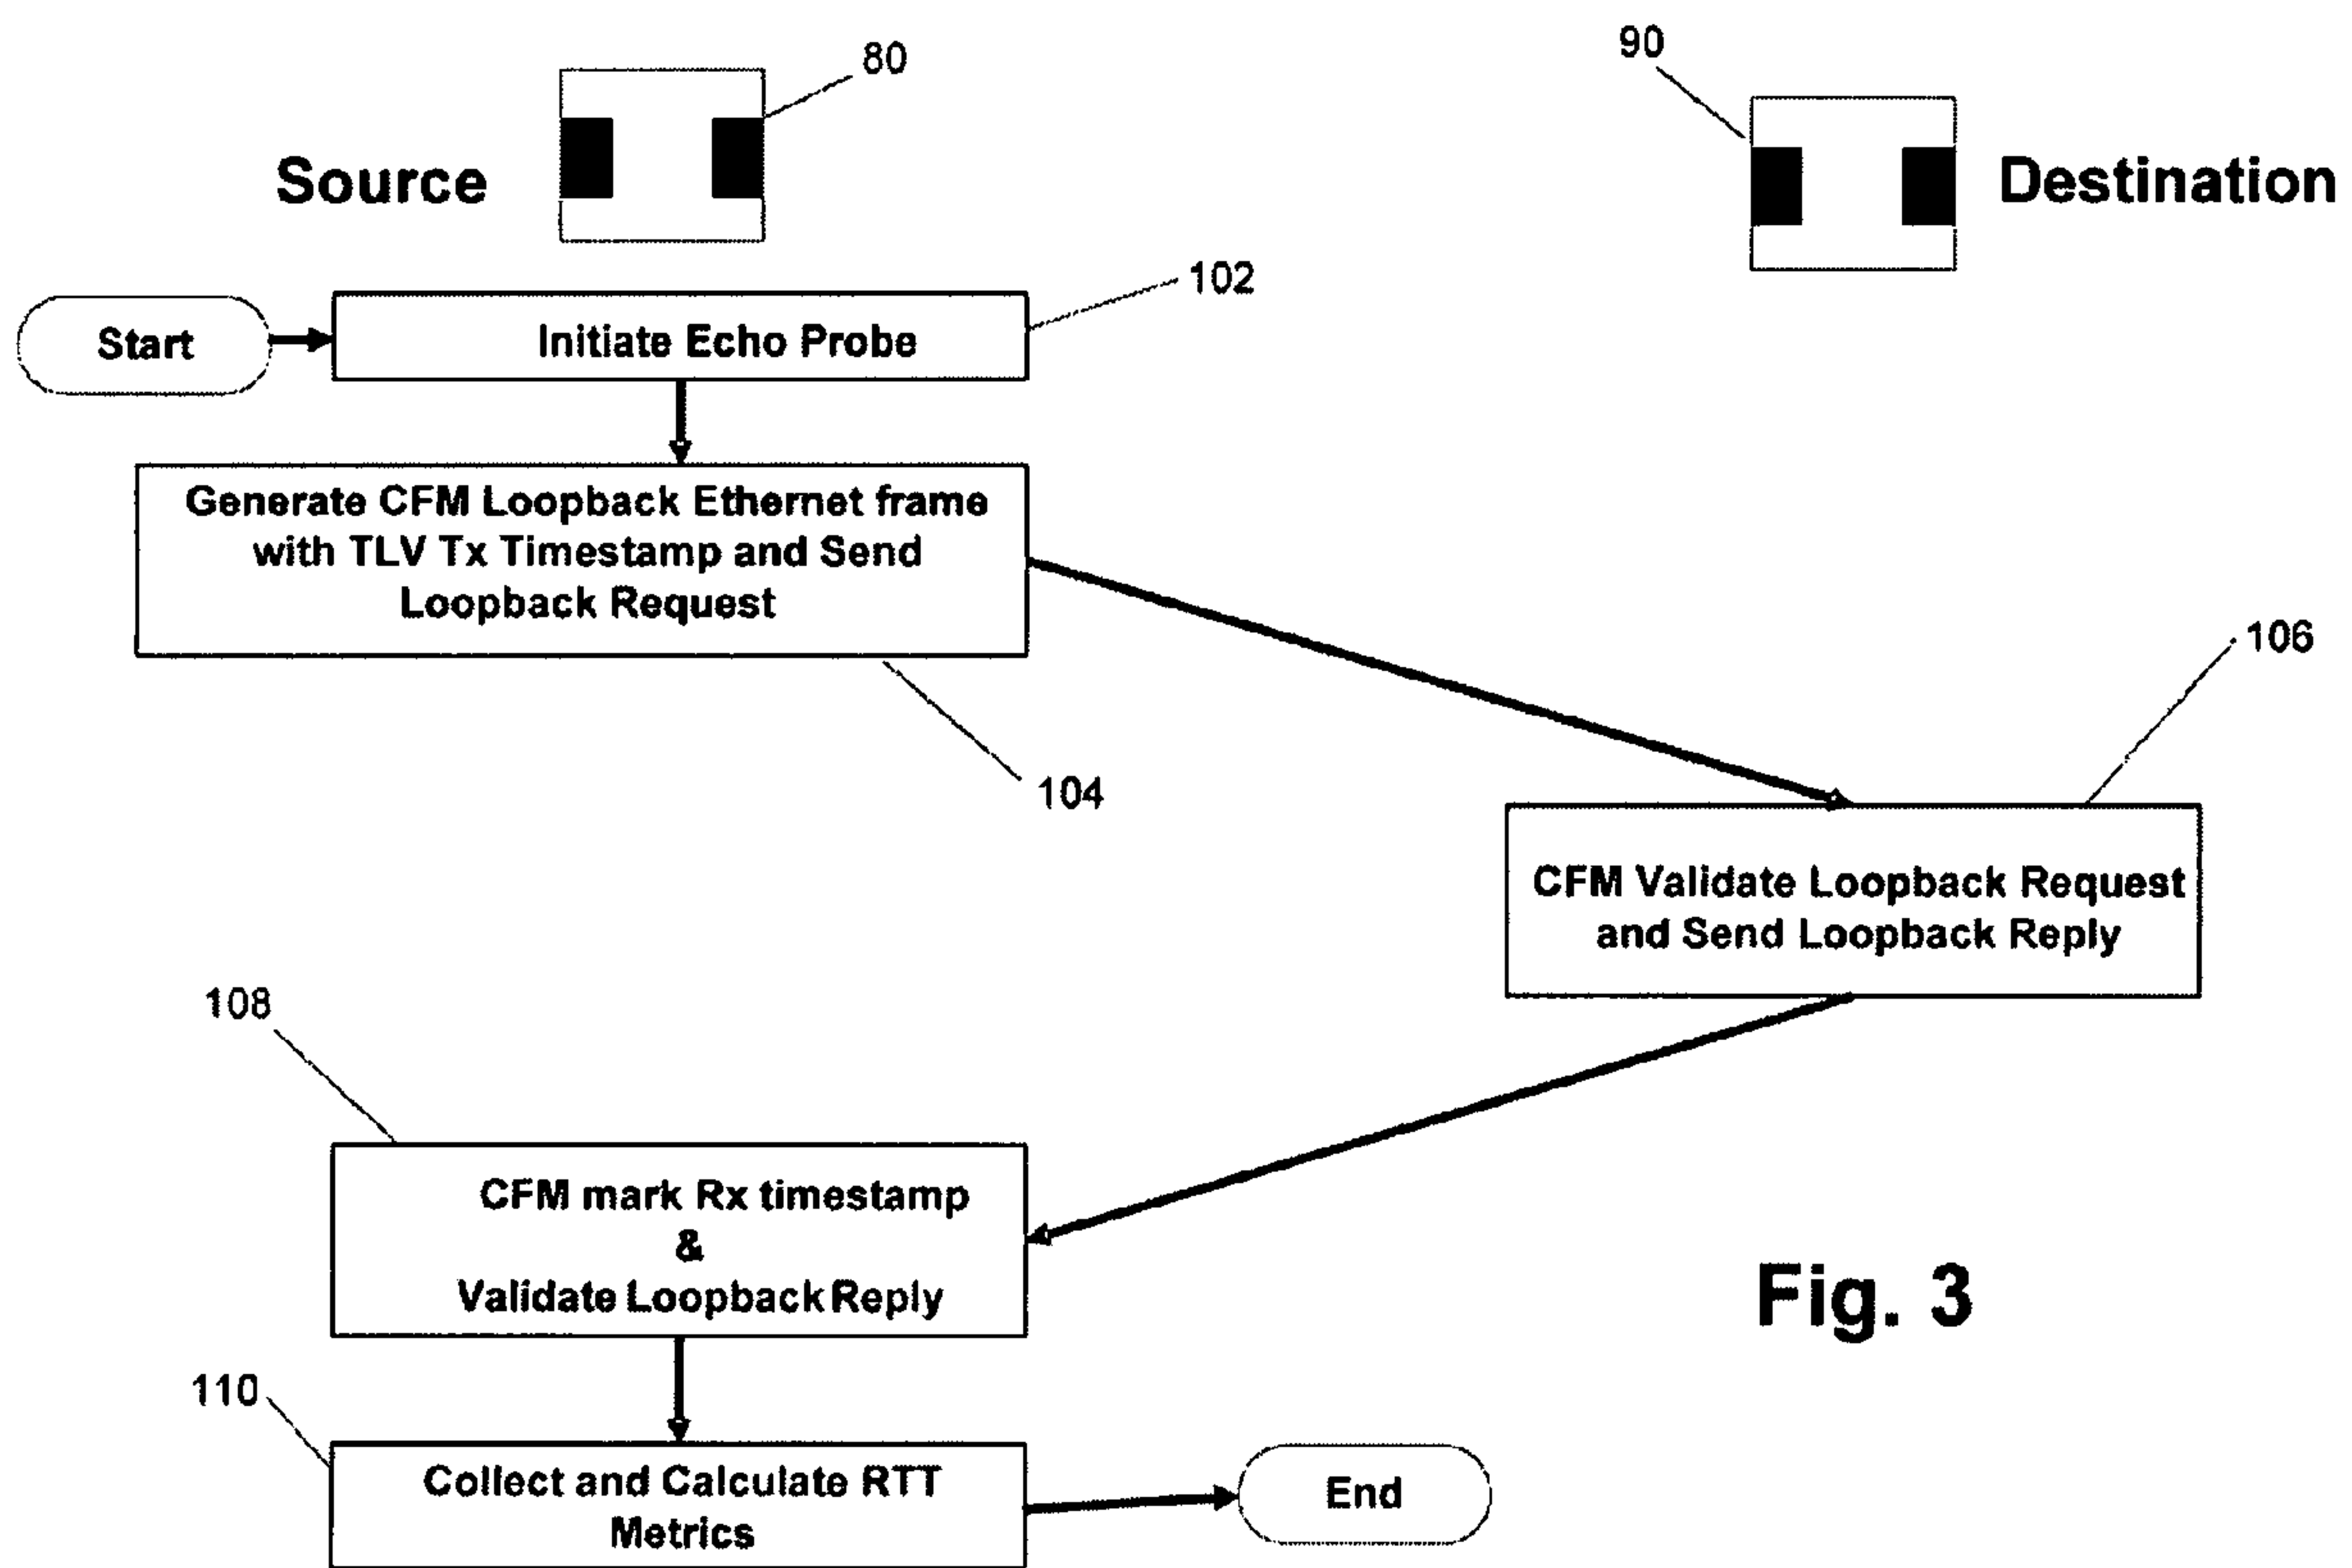 80
90
Source
Destination
102
Start
Initiate Echo Probe
Generate CFM Loopback Ethernet frame
with TLV Tx Timestamp and Send
Loopback Request
106
104
CFM Validate Loopback Request
and Send Loopback Reply
108
CFM mark Rx timestamp
&
Validate Loopback Reply
Fig. 3
110
Collect and Calculate RTT
Metrics
End